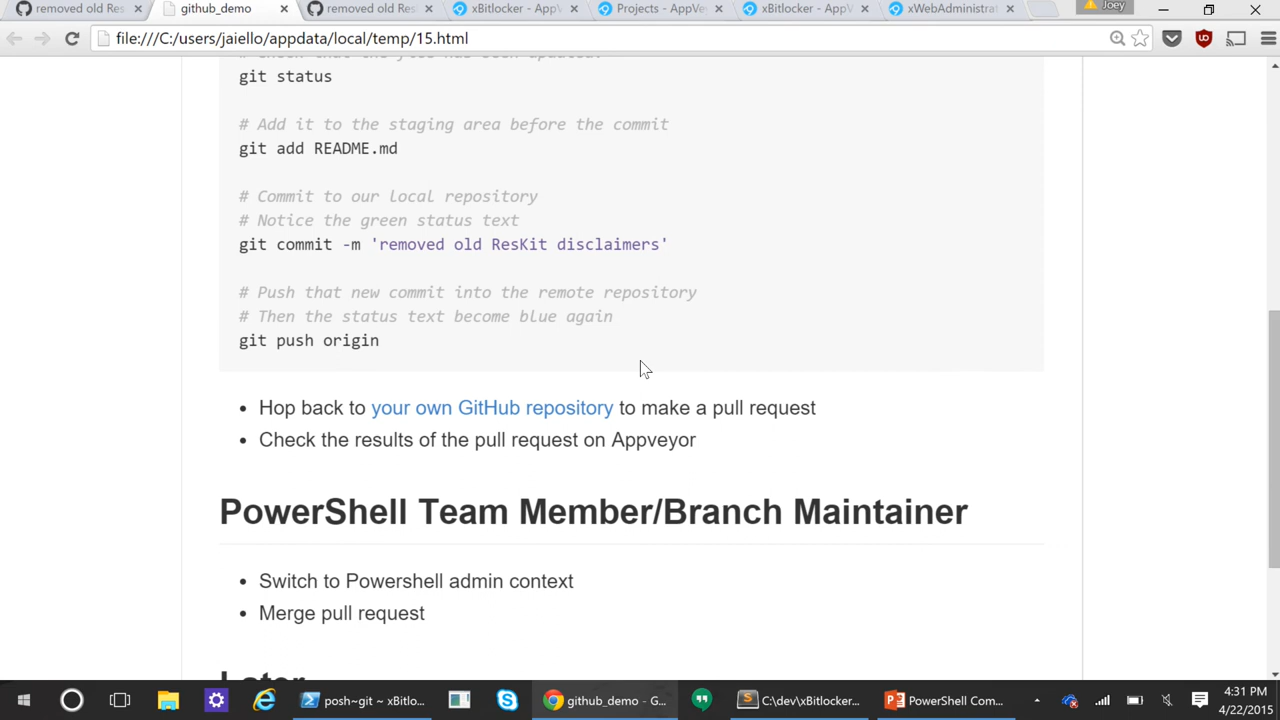 removed old Res
github_demo
removed old Res
xBitlocker - AppV
Projects - AppVe
xBitlocker - AppV
xWebAdministra
Joey
file:///C:/users/jaiello/appdata/local/temp/15.html
git status
# Add it to the staging area before the commit
git add README.md
# Commit to our local repository
# Notice the green status text
git commit -m 'removed old ResKit disclaimers'
# Push that new commit into the remote repository
# Then the status text become blue again
git push origin
• Hop back to your own GitHub repository to make a pull request
• Check the results of the pull request on Appveyor
PowerShell Team Member/Branch Maintainer
• Switch to Powershell admin context
• Merge pull request
Later
posh~git ~ xBitlo...
github_demo - G...
C:\dev\xBitlocker...
PowerShell Com...
4:31 PM
4/22/2015